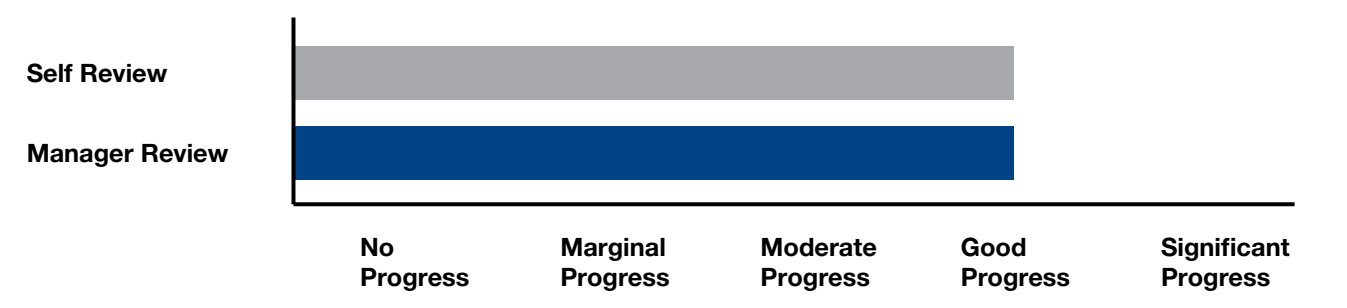 Self Review
Manager Review
No Progress
Marginal Progress
Moderate Progress
Good Progress
Significant Progress